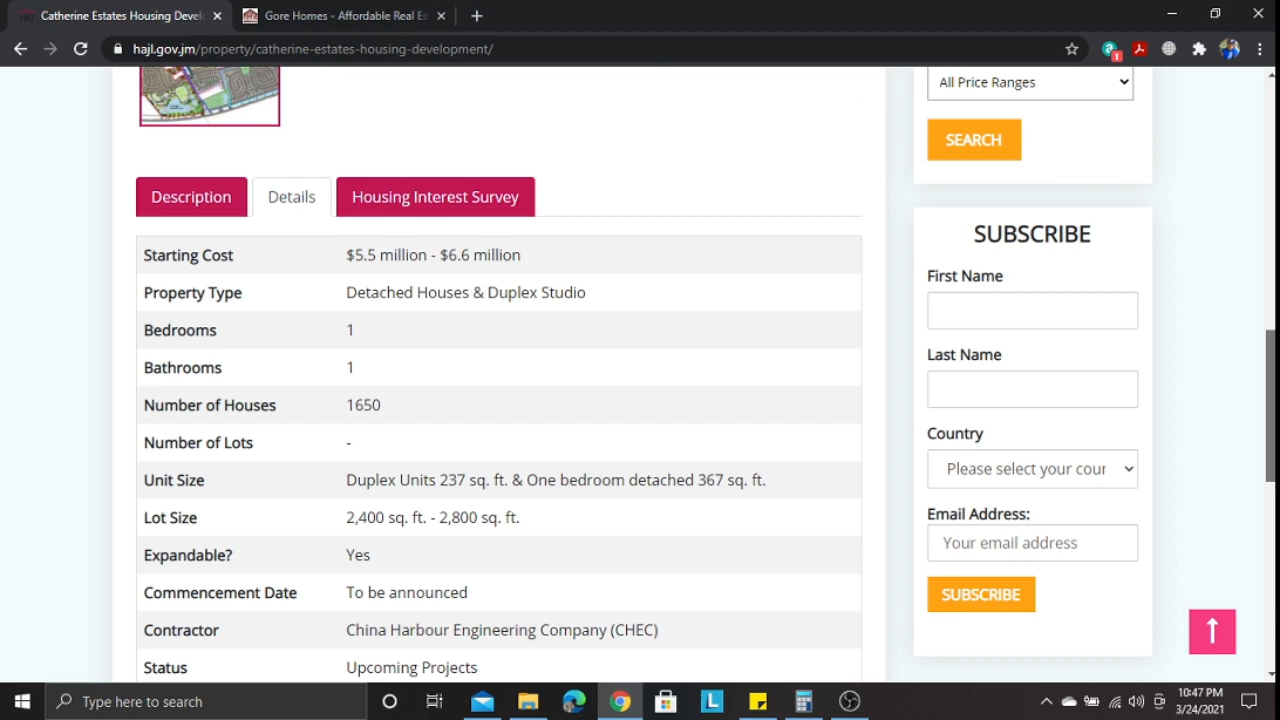 Catherine Estates Housing Devel
Gore Homes - Affordable Real Es
hajl.gov.jm/property/catherine-estates-housing-development/
1
All Price Ranges
SEARCH
Description
Details
Housing Interest Survey
Starting Cost $5.5 million - $6.6 million
Property Type Detached Houses & Duplex Studio
Bedrooms 1
Bathrooms 1
Number of Houses 1650
Number of Lots -
Unit Size Duplex Units 237 sq. ft. & One bedroom detached 367 sq. ft.
Lot Size 2,400 sq. ft. - 2,800 sq. ft.
Expandable? Yes
Commencement Date To be announced
Contractor China Harbour Engineering Company (CHEC)
Status Upcoming Projects
SUBSCRIBE
First Name
Last Name
Country
Please select your cour
Email Address:
Your email address
SUBSCRIBE
Type here to search
L
10:47 PM
3/24/2021